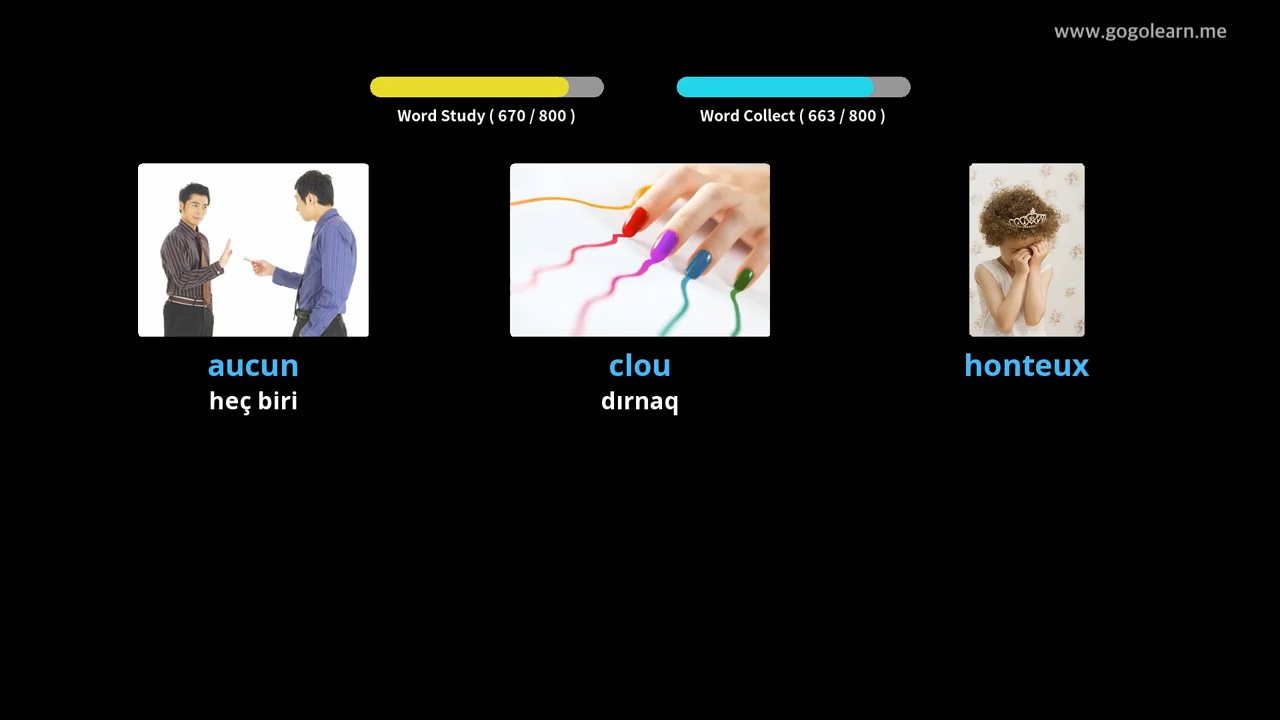 www.gogolearn.me
Word Study ( 670 / 800 )
Word Collect ( 663 / 800 )
aucun
heç biri
clou
dırnaq
honteux